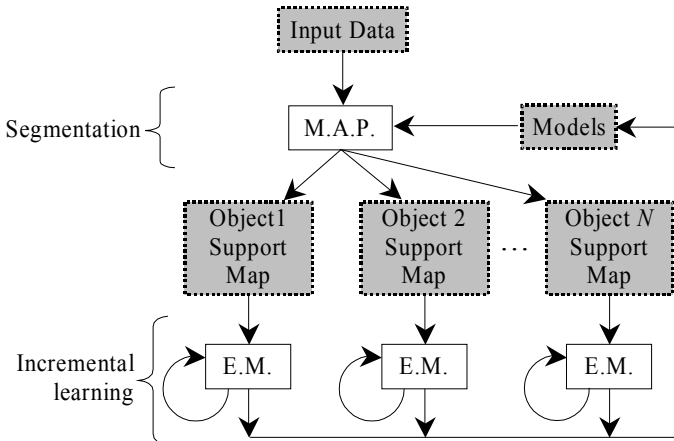 Input Data
Segmentation
M.A.P.
Models
Object1
Support
Map
Object 2
Support
Map
...
Object N
Support
Map
Incremental
learning
E.M.
E.M.
E.M.